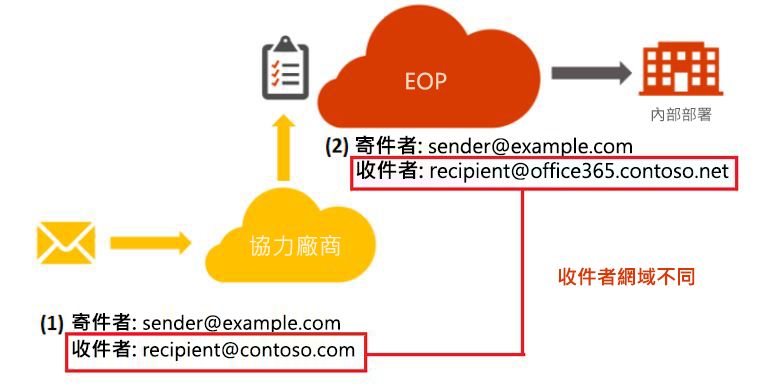 EOP
內部部署
(2) 寄件者: sender@example.com
收件者: recipient@office365.contoso.net
協力廠商
收件者網域不同
(1) 寄件者: sender@example.com
收件者: recipient@contoso.com